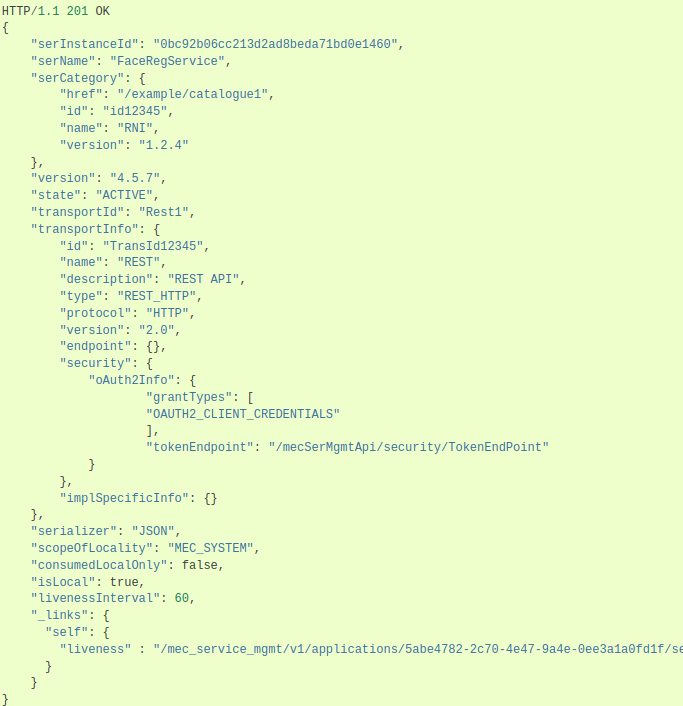 HTTP/1.1 201 OK
{
    "serInstanceId": "0bc92b06cc213d2ad8beda71bd0e1460",
    "serName": "FaceRegService",
    "serCategory": {
        "href": "/example/catalogue1",
        "id": "id12345",
        "name": "RNI",
        "version": "1.2.4"
    },
    "version": "4.5.7",
    "state": "ACTIVE",
    "transportId": "Rest1",
    "transportInfo": {
        "id": "TransId12345",
        "name": "REST",
        "description": "REST API",
        "type": "REST_HTTP",
        "protocol": "HTTP",
        "version": "2.0",
        "endpoint": {},
        "security": {
            "oAuth2Info": {
                    "grantTypes": [
                    "OAUTH2_CLIENT_CREDENTIALS"
                    ],
                    "tokenEndpoint": "/mecSerMgmtApi/security/TokenEndPoint"
            }
        },
        "implSpecificInfo": {}
    },
    "serializer": "JSON",
    "scopeOfLocality": "MEC_SYSTEM",
    "consumedLocalOnly": false,
    "isLocal": true,
    "livenessInterval": 60,
    "_links": {
      "self": {
        "liveness" : "/mec_service_mgmt/v1/applications/5abe4782-2c70-4e47-9a4e-0ee3a1a0fd1f/se
      }
    }
}